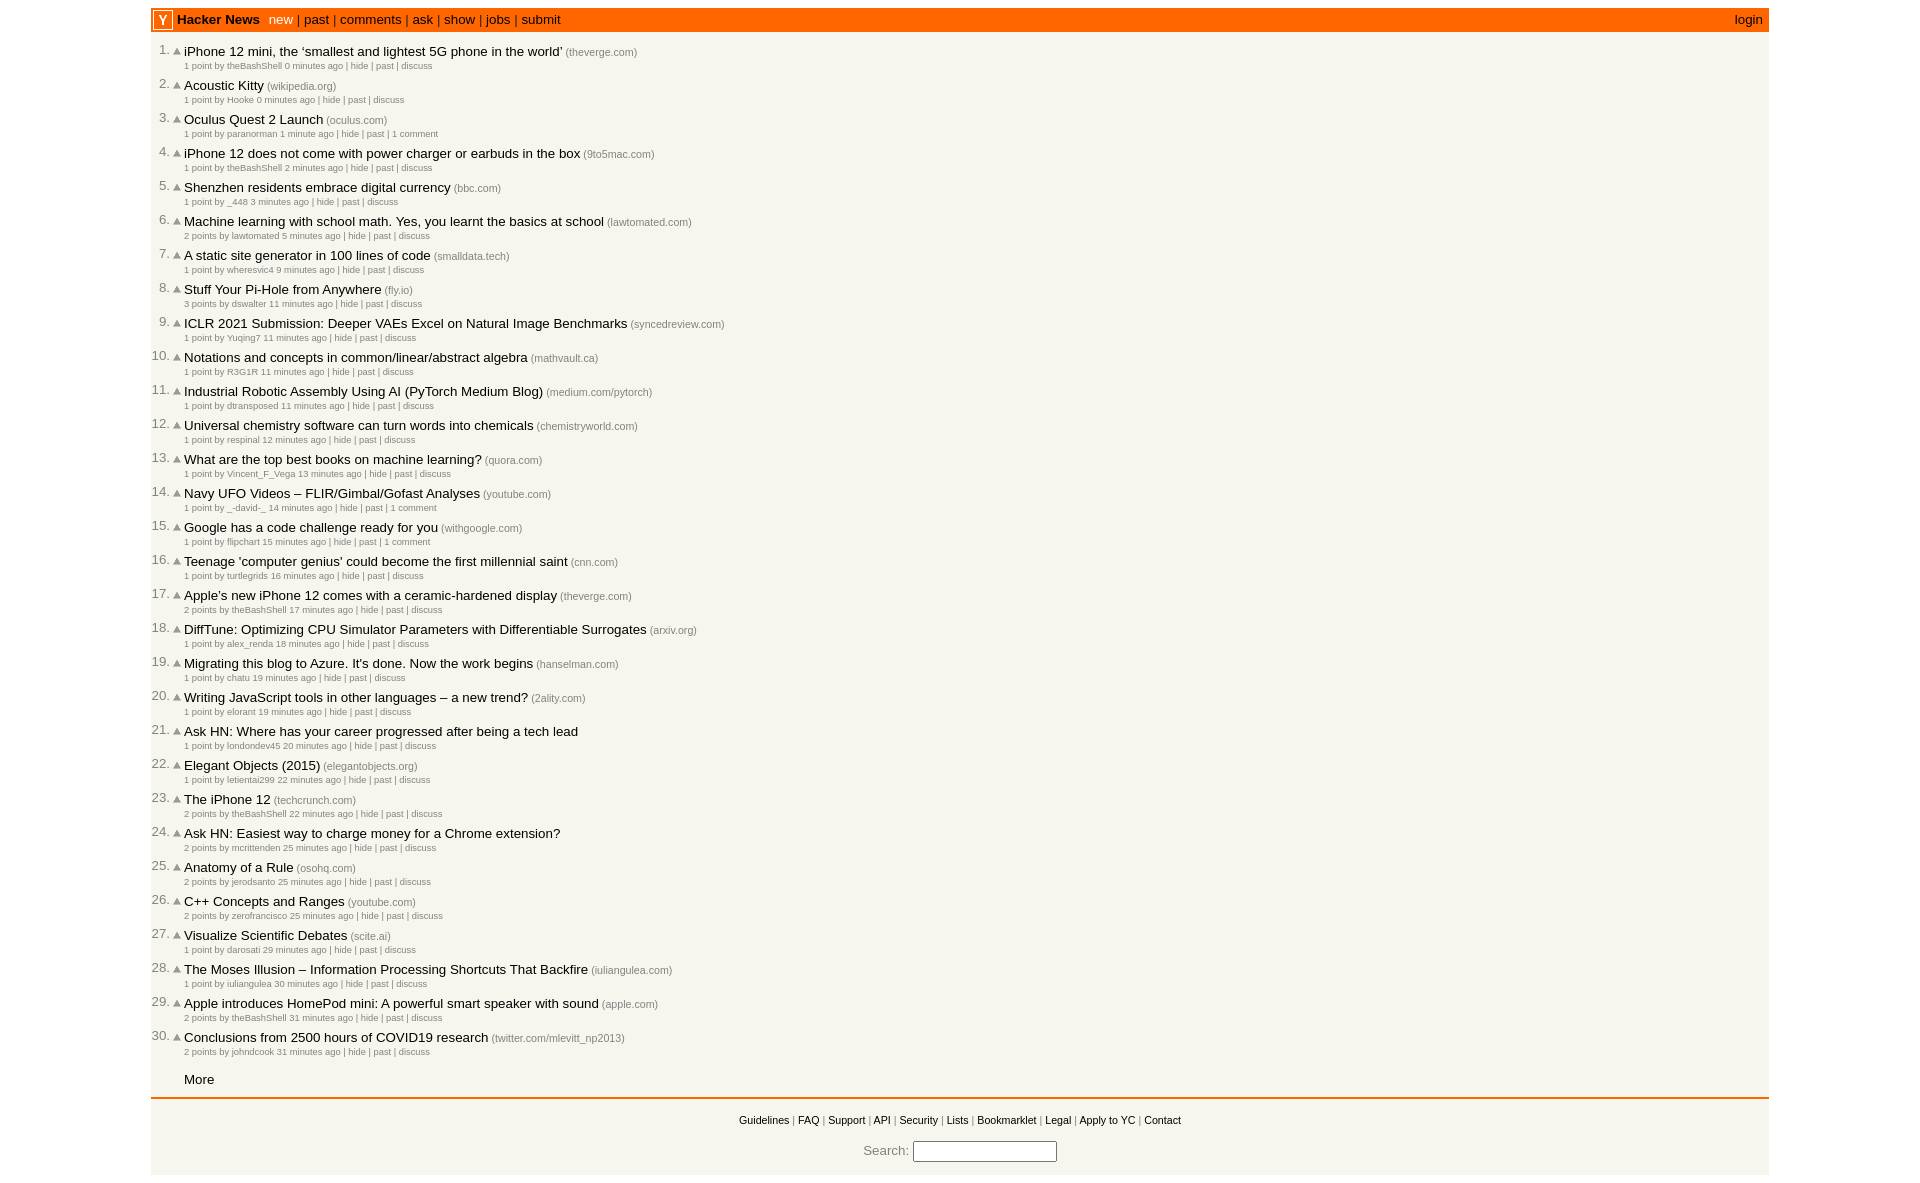 Y Hacker News new | past | comments | ask | show | jobs | submit login
1. iPhone 12 mini, the ‘smallest and lightest 5G phone in the world’ (theverge.com)
1 point by theBashShell 0 minutes ago | hide | past | discuss
2. Acoustic Kitty (wikipedia.org)
1 point by Hooke 0 minutes ago | hide | past | discuss
3. Oculus Quest 2 Launch (oculus.com)
1 point by paranorman 1 minute ago | hide | past | 1 comment
4. iPhone 12 does not come with power charger or earbuds in the box (9to5mac.com)
1 point by theBashShell 2 minutes ago | hide | past | discuss
5. Shenzhen residents embrace digital currency (bbc.com)
1 point by _448 3 minutes ago | hide | past | discuss
6. Machine learning with school math. Yes, you learnt the basics at school (lawtomated.com)
2 points by lawtomated 5 minutes ago | hide | past | discuss
7. A static site generator in 100 lines of code (smalldata.tech)
1 point by wheresvic4 9 minutes ago | hide | past | discuss
8. Stuff Your Pi-Hole from Anywhere (fly.io)
3 points by dswalter 11 minutes ago | hide | past | discuss
9. ICLR 2021 Submission: Deeper VAEs Excel on Natural Image Benchmarks (syncedreview.com)
1 point by Yuqing7 11 minutes ago | hide | past | discuss
10. Notations and concepts in common/linear/abstract algebra (mathvault.ca)
1 point by R3G1R 11 minutes ago | hide | past | discuss
11. Industrial Robotic Assembly Using AI (PyTorch Medium Blog) (medium.com/pytorch)
1 point by dtransposed 11 minutes ago | hide | past | discuss
12. Universal chemistry software can turn words into chemicals (chemistryworld.com)
1 point by respinal 12 minutes ago | hide | past | discuss
13. What are the top best books on machine learning? (quora.com)
1 point by Vincent_F_Vega 13 minutes ago | hide | past | discuss
14. Navy UFO Videos – FLIR/Gimbal/Gofast Analyses (youtube.com)
1 point by _-david-_ 14 minutes ago | hide | past | 1 comment
15. Google has a code challenge ready for you (withgoogle.com)
1 point by flipchart 15 minutes ago | hide | past | 1 comment
16. Teenage 'computer genius' could become the first millennial saint (cnn.com)
1 point by turtlegrids 16 minutes ago | hide | past | discuss
17. Apple’s new iPhone 12 comes with a ceramic-hardened display (theverge.com)
2 points by theBashShell 17 minutes ago | hide | past | discuss
18. DiffTune: Optimizing CPU Simulator Parameters with Differentiable Surrogates (arxiv.org)
1 point by alex_renda 18 minutes ago | hide | past | discuss
19. Migrating this blog to Azure. It's done. Now the work begins (hanselman.com)
1 point by chatu 19 minutes ago | hide | past | discuss
20. Writing JavaScript tools in other languages – a new trend? (2ality.com)
1 point by elorant 19 minutes ago | hide | past | discuss
21. Ask HN: Where has your career progressed after being a tech lead
1 point by londondev45 20 minutes ago | hide | past | discuss
22. Elegant Objects (2015) (elegantobjects.org)
1 point by letientai299 22 minutes ago | hide | past | discuss
23. The iPhone 12 (techcrunch.com)
2 points by theBashShell 22 minutes ago | hide | past | discuss
24. Ask HN: Easiest way to charge money for a Chrome extension?
2 points by mcrittenden 25 minutes ago | hide | past | discuss
25. Anatomy of a Rule (osohq.com)
2 points by jerodsanto 25 minutes ago | hide | past | discuss
26. C++ Concepts and Ranges (youtube.com)
2 points by zerofrancisco 25 minutes ago | hide | past | discuss
27. Visualize Scientific Debates (scite.ai)
1 point by darosati 29 minutes ago | hide | past | discuss
28. The Moses Illusion – Information Processing Shortcuts That Backfire (iuliangulea.com)
1 point by iuliangulea 30 minutes ago | hide | past | discuss
29. Apple introduces HomePod mini: A powerful smart speaker with sound (apple.com)
2 points by theBashShell 31 minutes ago | hide | past | discuss
30. Conclusions from 2500 hours of COVID19 research (twitter.com/mlevitt_np2013)
2 points by johndcook 31 minutes ago | hide | past | discuss
More
Guidelines | FAQ | Support | API | Security | Lists | Bookmarklet | Legal | Apply to YC | Contact
Search: